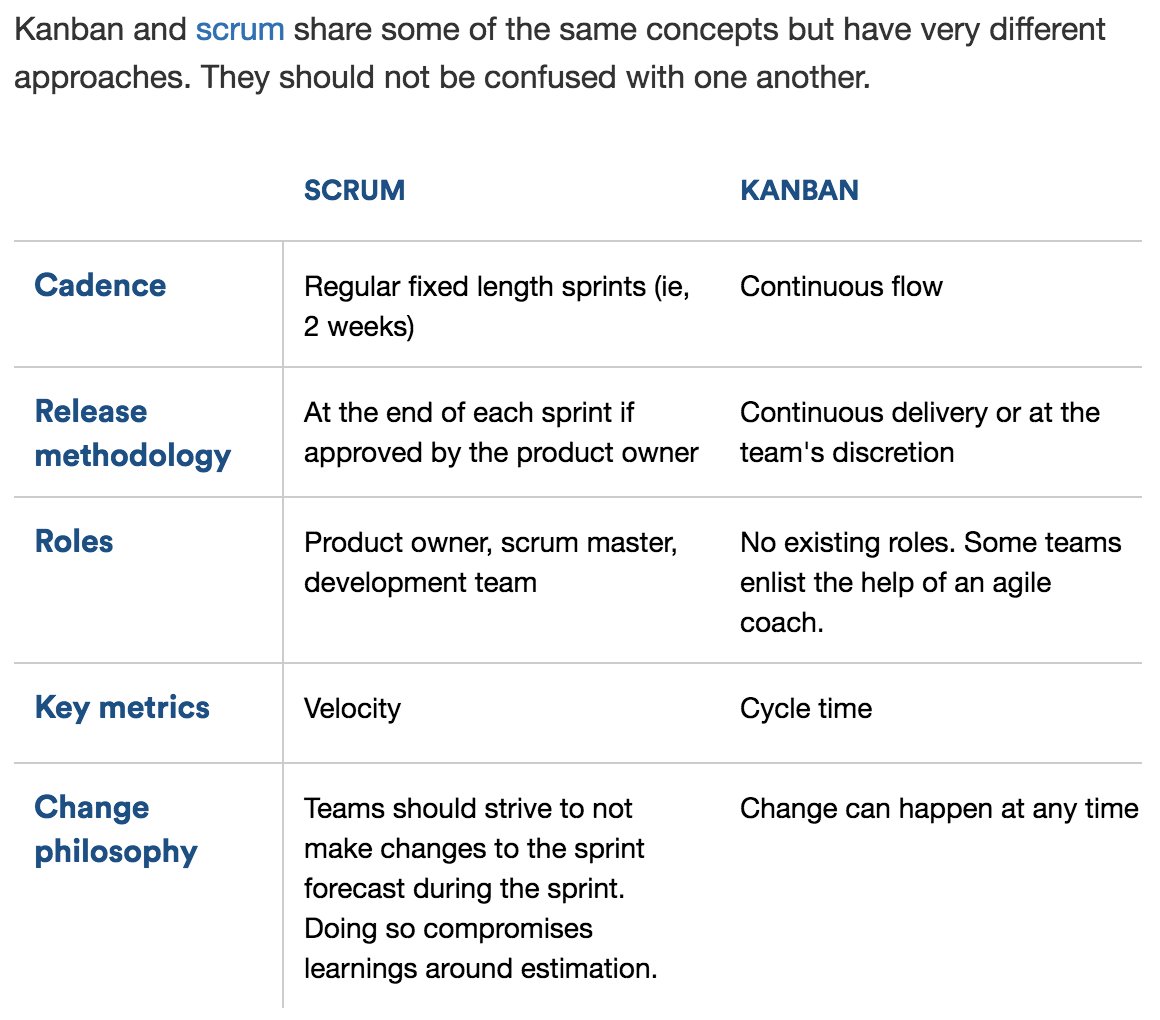 Kanban and scrum share some of the same concepts but have very different
approaches. They should not be confused with one another.
SCRUM
KANBAN
Cadence
Regular fixed length sprints (ie,
2 weeks)
Continuous flow
Release
methodology
At the end of each sprint if
approved by the product owner
Continuous delivery or at the
team's discretion
Roles
Product owner, scrum master,
development team
No existing roles. Some teams
enlist the help of an agile
coach.
Key metrics
Velocity
Cycle time
Change
philosophy
Teams should strive to not
make changes to the sprint
forecast during the sprint.
Doing so compromises
learnings around estimation.
Change can happen at any time